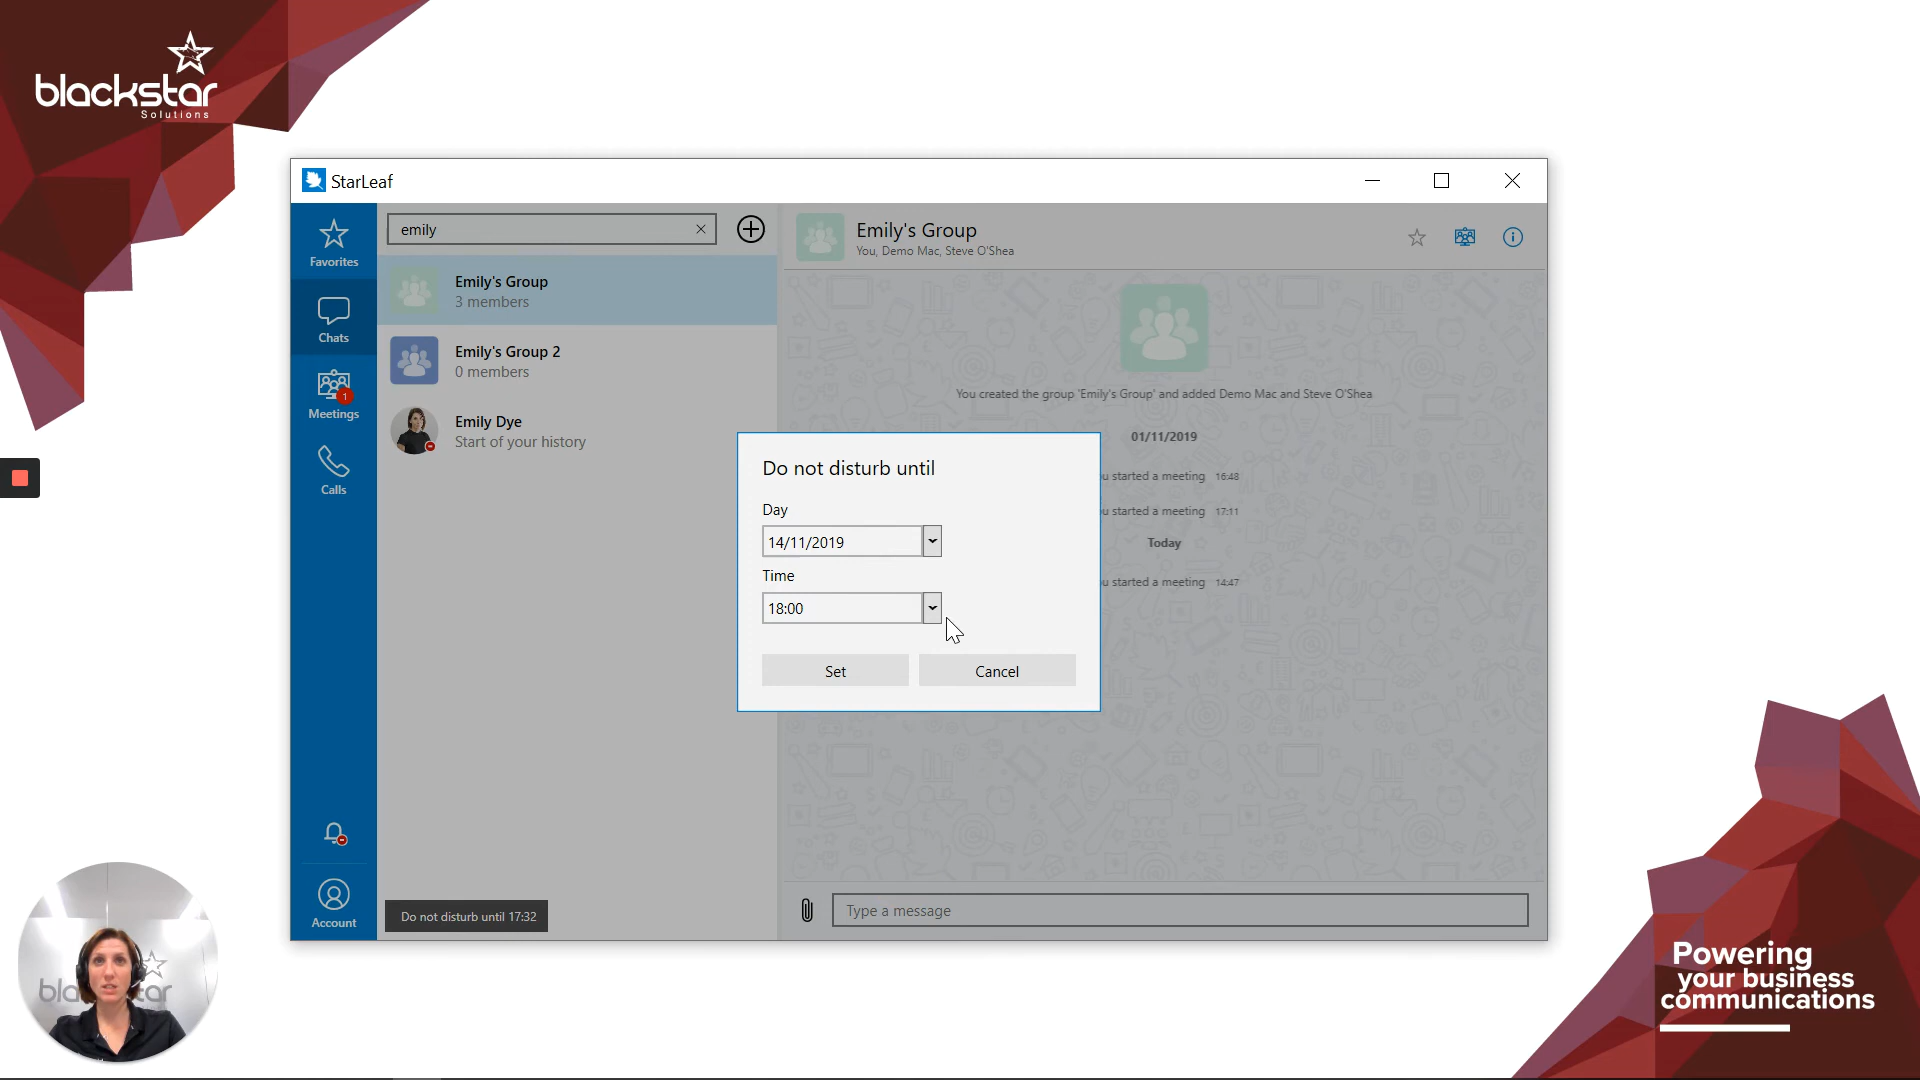 blackstar
Solutions
StarLeaf
Favorites
Chats
1
Meetings
Calls
Account
emily
Emily's Group
3 members
Emily's Group 2
0 members
Emily Dye
Start of your history
Do not disturb until 17:32
Emily's Group
You, Demo Mac, Steve O'Shea
You created the group 'Emily's Group' and added Demo Mac and Steve O'Shea
01/11/2019
u started a meeting 16:48
u started a meeting 17:11
Today
u started a meeting 14:47
Do not disturb until
Day
14/11/2019
Time
18:00
Set
Cancel
Type a message
Powering
your business
communications